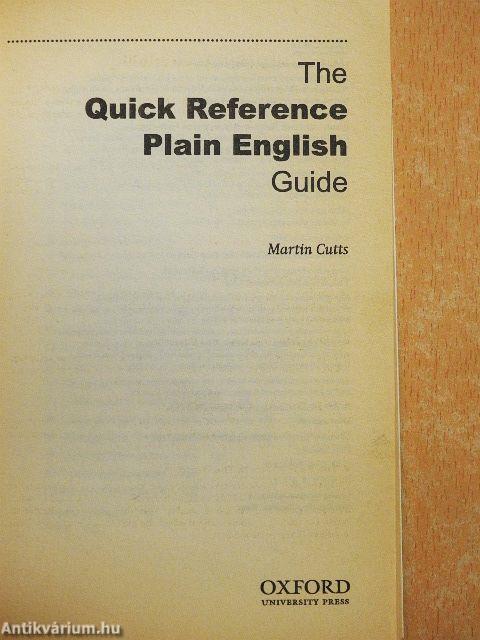 The
Quick Reference
Plain English
Guide
Martin Cutts
OXFORD
UNIVERSITY PRESS
Antikvárium.hu